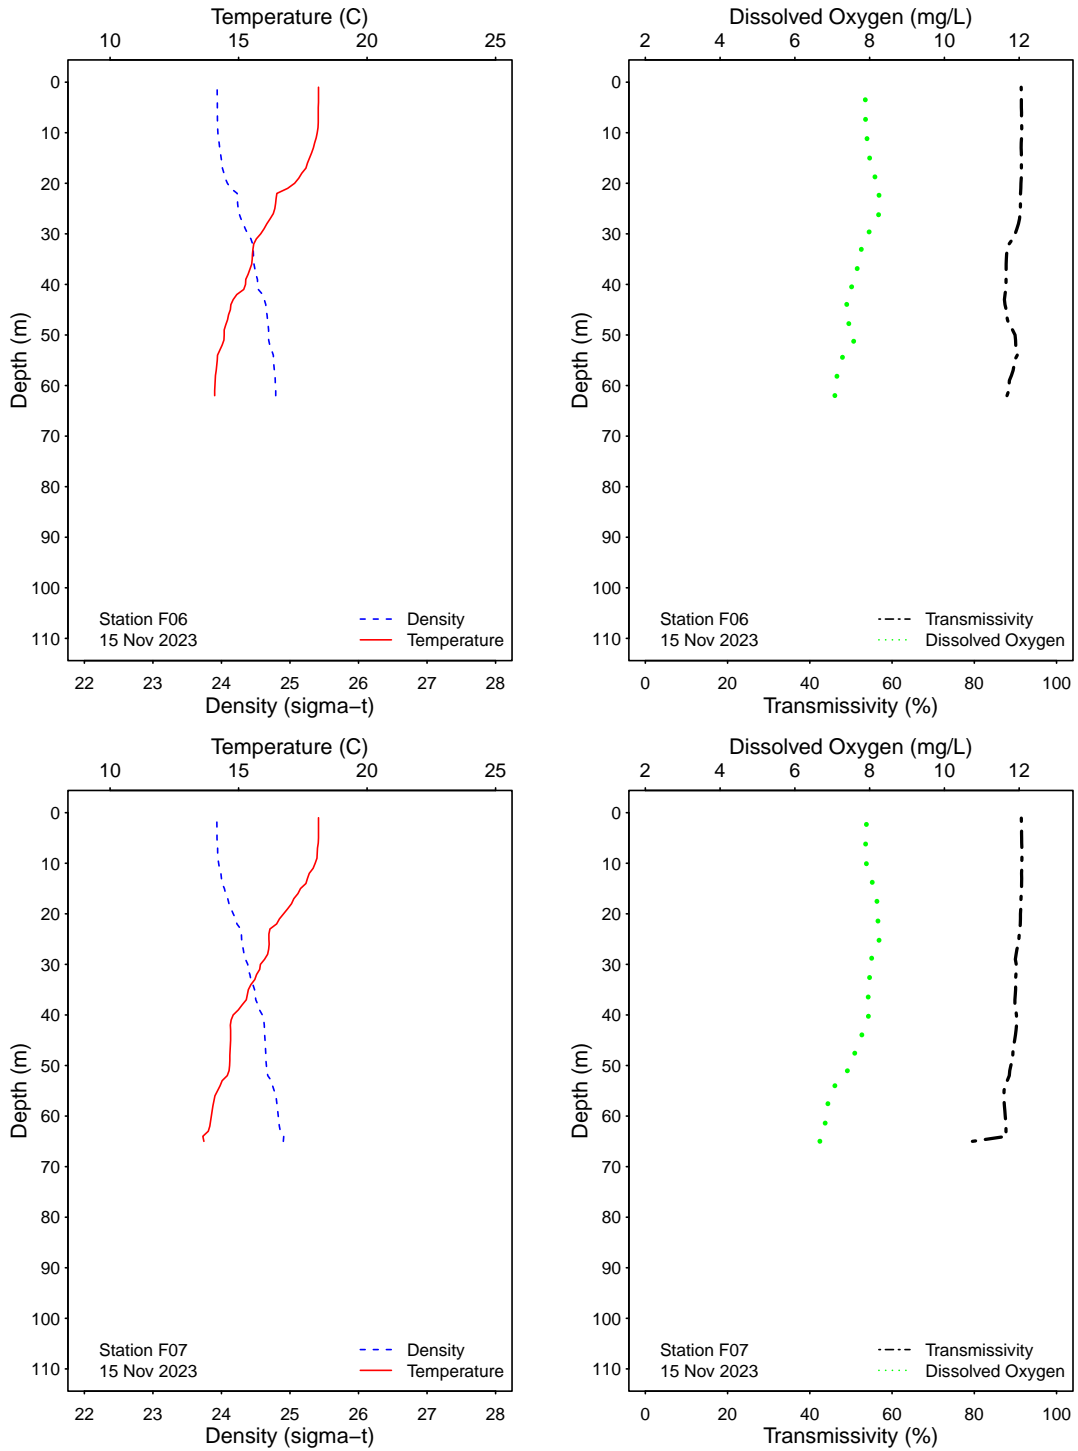 Temperature (C)
10 15 20 25
0
10
20
30
40
50
60
70
80
90
100
110
Depth (m)
Station F06
15 Nov 2023
Density
Temperature
22 23 24 25 26 27 28
Density (sigma−t)
Dissolved Oxygen (mg/L)
2 4 6 8 10 12
0
10
20
30
40
50
60
70
80
90
100
110
Depth (m)
Station F06
15 Nov 2023
Transmissivity
Dissolved Oxygen
0 20 40 60 80 100
Transmissivity (%)
Temperature (C)
10 15 20 25
0
10
20
30
40
50
60
70
80
90
100
110
Depth (m)
Station F07
15 Nov 2023
Density
Temperature
22 23 24 25 26 27 28
Density (sigma−t)
Dissolved Oxygen (mg/L)
2 4 6 8 10 12
0
10
20
30
40
50
60
70
80
90
100
110
Depth (m)
Station F07
15 Nov 2023
Transmissivity
Dissolved Oxygen
0 20 40 60 80 100
Transmissivity (%)